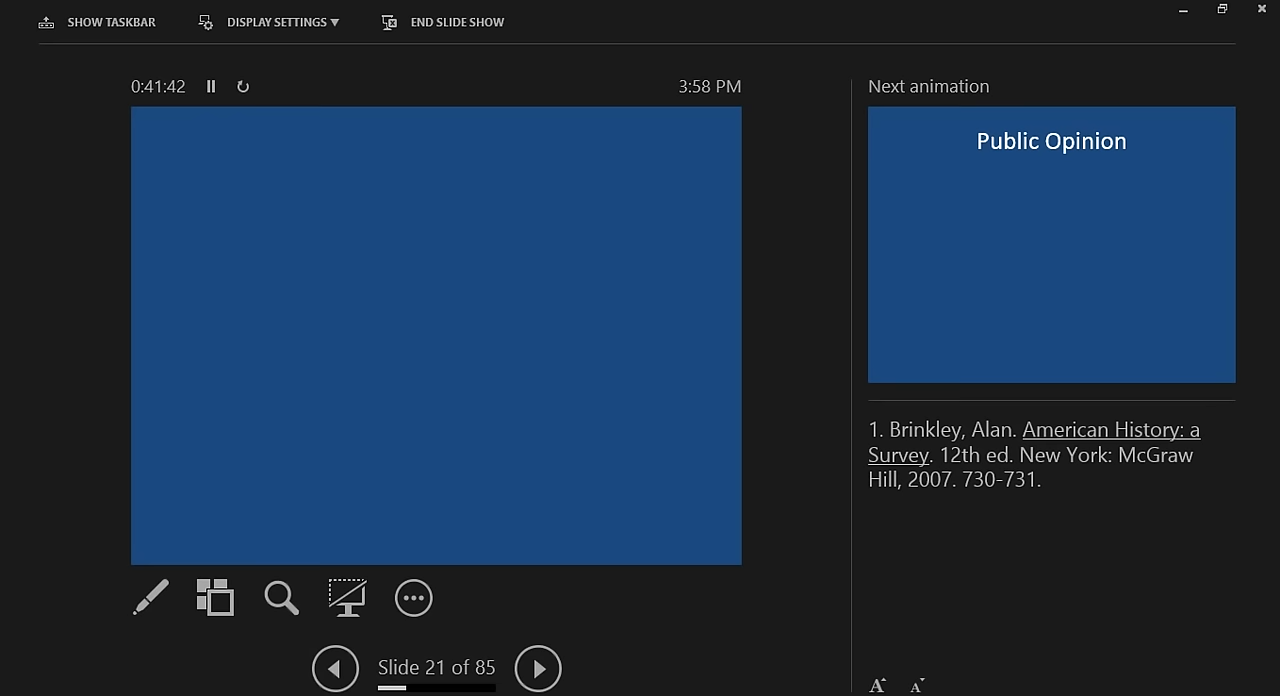 SHOW TASKBAR DISPLAY SETTINGS ▼ END SLIDE SHOW
0:41:42 3:58 PM
Next animation
Public Opinion
1. Brinkley, Alan. American History: a
Survey. 12th ed. New York: McGraw
Hill, 2007. 730-731.
Slide 21 of 85
A A